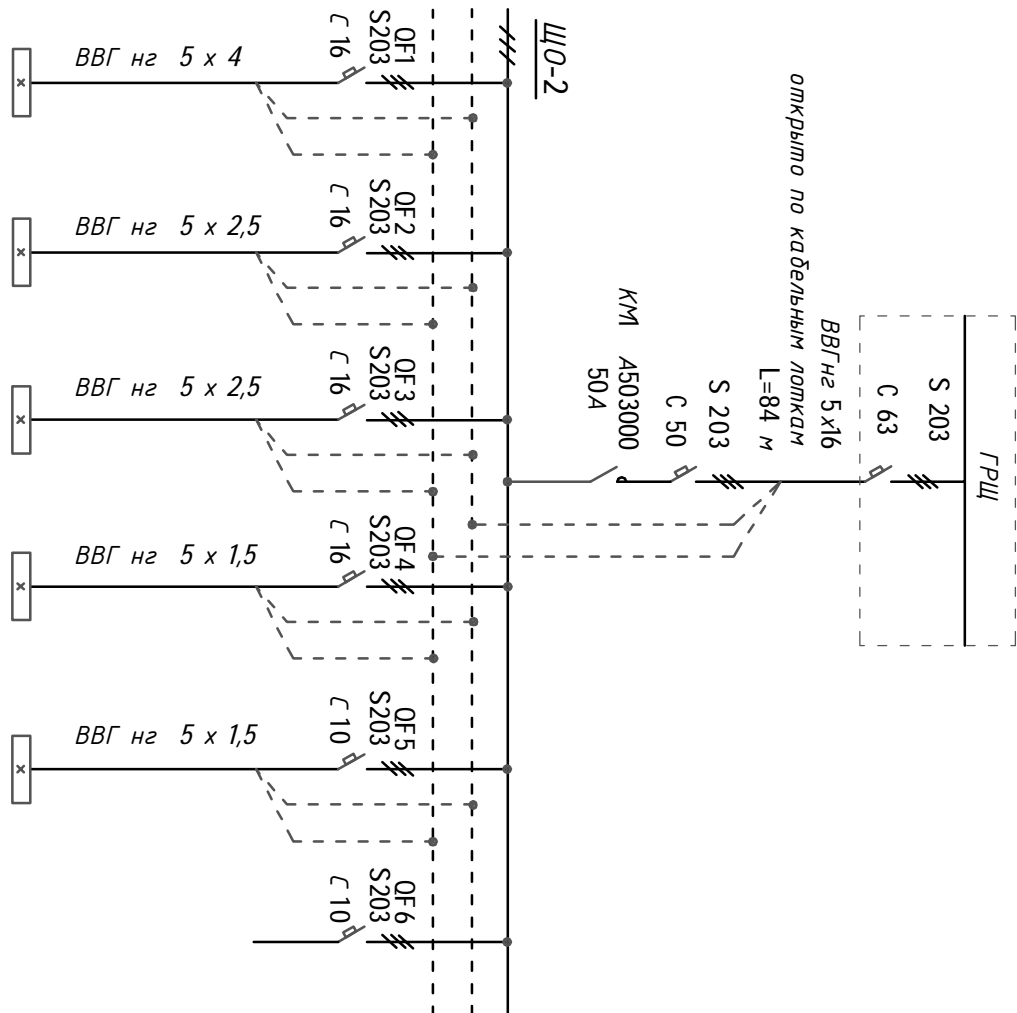 ЩО-2
ГРЩ
S 203
С 63
ВВГнг 5х16
открыто по кабельным лоткам
L=84 м
S 203
С 50
КМ1 А503000
50А
QF1
S203
С 16
ВВГ нг 5 х 4
QF2
S203
С 16
ВВГ нг 5 х 2,5
QF3
S203
С 16
ВВГ нг 5 х 2,5
QF4
S203
С 16
ВВГ нг 5 х 1,5
QF5
S203
С 10
ВВГ нг 5 х 1,5
QF6
S203
С 10